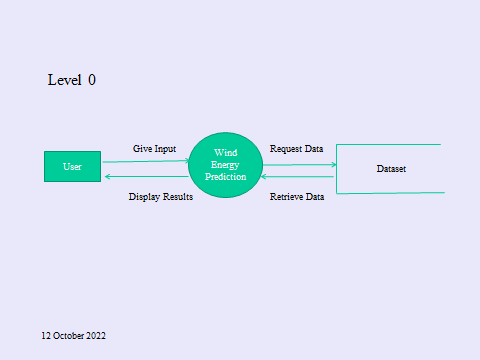 Level 0
Give Input
Request Data
User
Wind
Energy
Prediction
Dataset
Display Results
Retrieve Data
12 October 2022